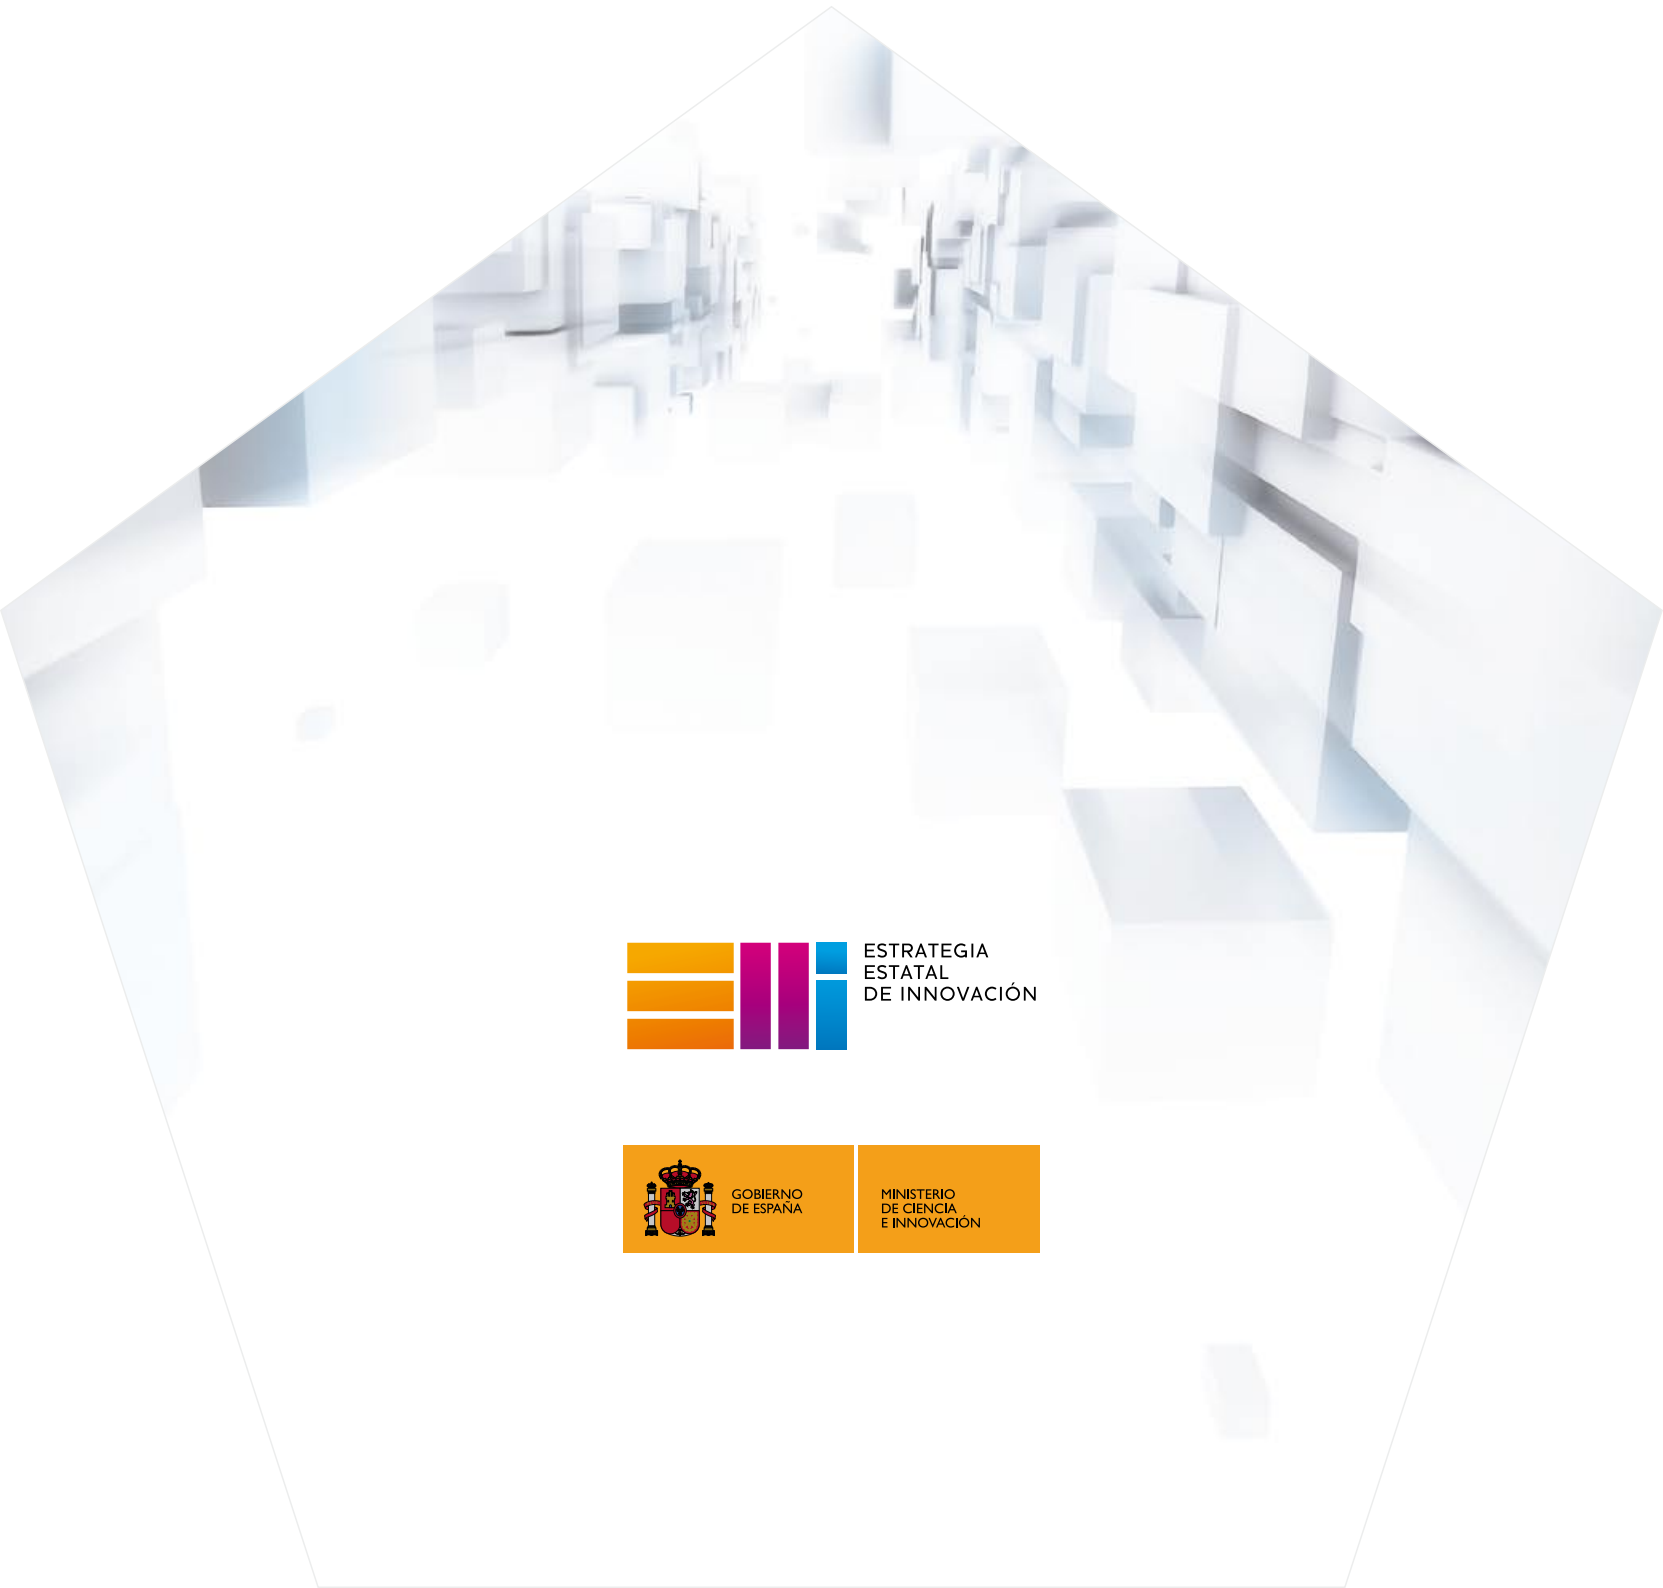 ESTRATEGIA
ESTATAL
DE INNOVACIÓN
GOBIERNO
DE ESPAÑA
MINISTERIO
DE CIENCIA
E INNOVACIÓN